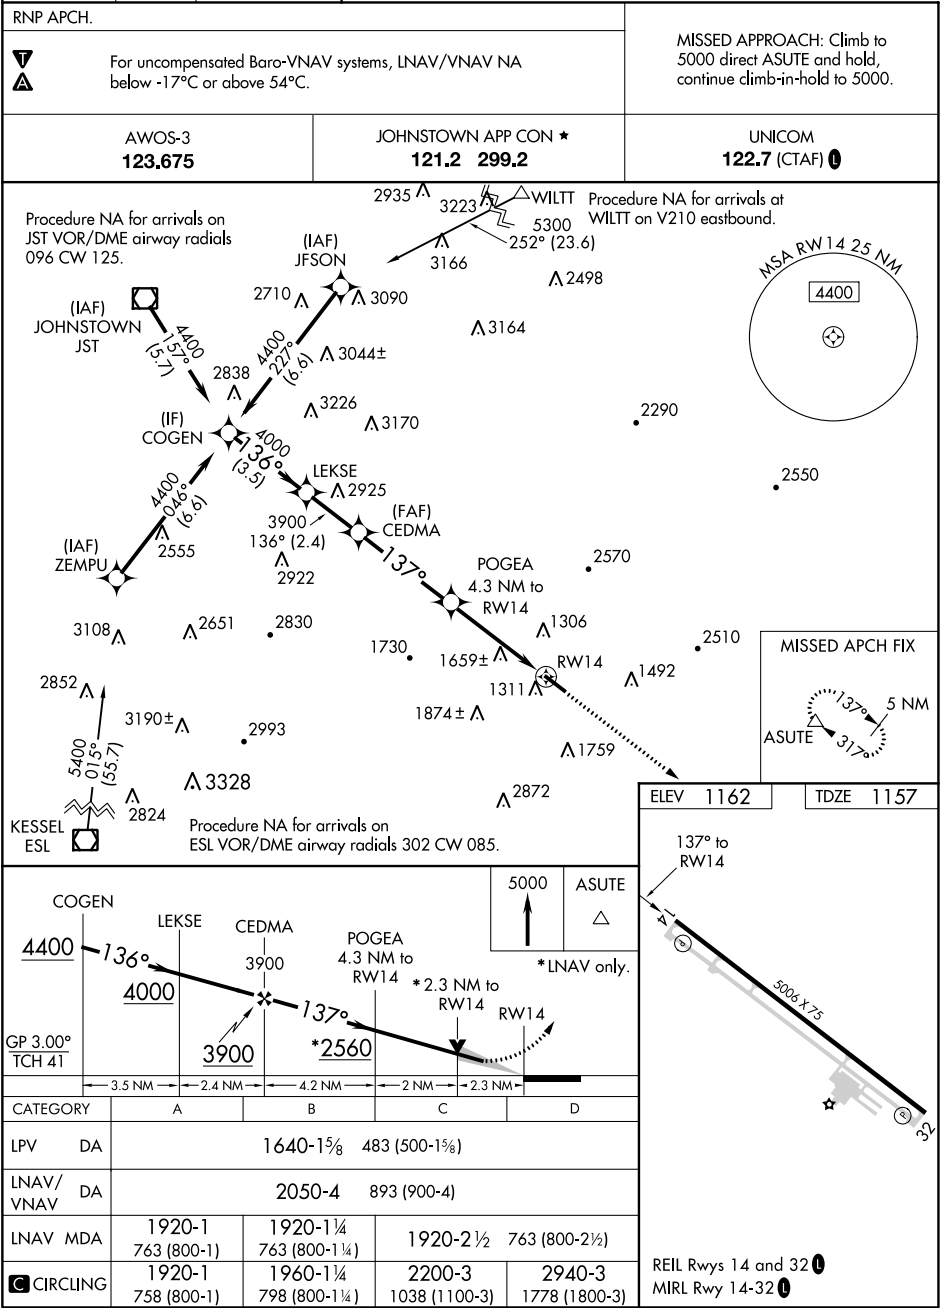 RNP APCH.
T
A
For uncompensated Baro-VNAV systems, LNAV/VNAV NA
below -17°C or above 54°C.
MISSED APPROACH: Climb to
5000 direct ASUTE and hold,
continue climb-in-hold to 5000.
AWOS-3
123.675
JOHNSTOWN APP CON ★
121.2 299.2
UNICOM
122.7 (CTAF) L
Procedure NA for arrivals on
JST VOR/DME airway radials
096 CW 125.
2935
3223
WILTT
5300
252° (23.6)
Procedure NA for arrivals at
WILTT on V210 eastbound.
3166
2498
MSA RW14 25 NM
4400
(IAF)
JFSON
2710
3090
(IAF)
JOHNSTOWN
JST
4400
157°
(5.7)
4400
227°
(6.6)
3164
3044±
2838
3226
3170
2290
(IF)
COGEN
4000
136°
(3.5)
LEKSE
2925
2550
4400
046°
(6.6)
3900
136° (2.4)
(FAF)
CEDMA
137°
(IAF)
ZEMPU
2555
2922
POGEA
4.3 NM to
RW14
2570
3108
2651
2830
1306
1730
1659±
RW14
2510
2852
1311
1492
3190±
1874±
2993
1759
5400
015°
(55.7)
3328
2824
2872
KESSEL
ESL
Procedure NA for arrivals on
ESL VOR/DME airway radials 302 CW 085.
MISSED APCH FIX
137°
5 NM
ASUTE
317°
ELEV 1162
TDZE 1157
137° to
RW14
14
P
5006 X 75
P
32
REIL Rwys 14 and 32 L
MIRL Rwy 14-32 L
5000
ASUTE
COGEN
LEKSE
CEDMA
3900
POGEA
4.3 NM to
RW14
*LNAV only.
*2.3 NM to
RW14
RW14
4400
136°
4000
137°
3900
*2560
GP 3.00°
TCH 41
3.5 NM
2.4 NM
4.2 NM
2 NM
2.3 NM
CATEGORY A B C D
LPV DA 1640-1⅝ 483 (500-1⅝)
LNAV/
VNAV DA 2050-4 893 (900-4)
LNAV MDA 1920-1 1920-1¼ 1920-2½ 763 (800-2½)
763 (800-1) 763 (800-1¼)
C CIRCLING 1920-1 1960-1¼ 2200-3 2940-3
758 (800-1) 798 (800-1¼) 1038 (1100-3) 1778 (1800-3)